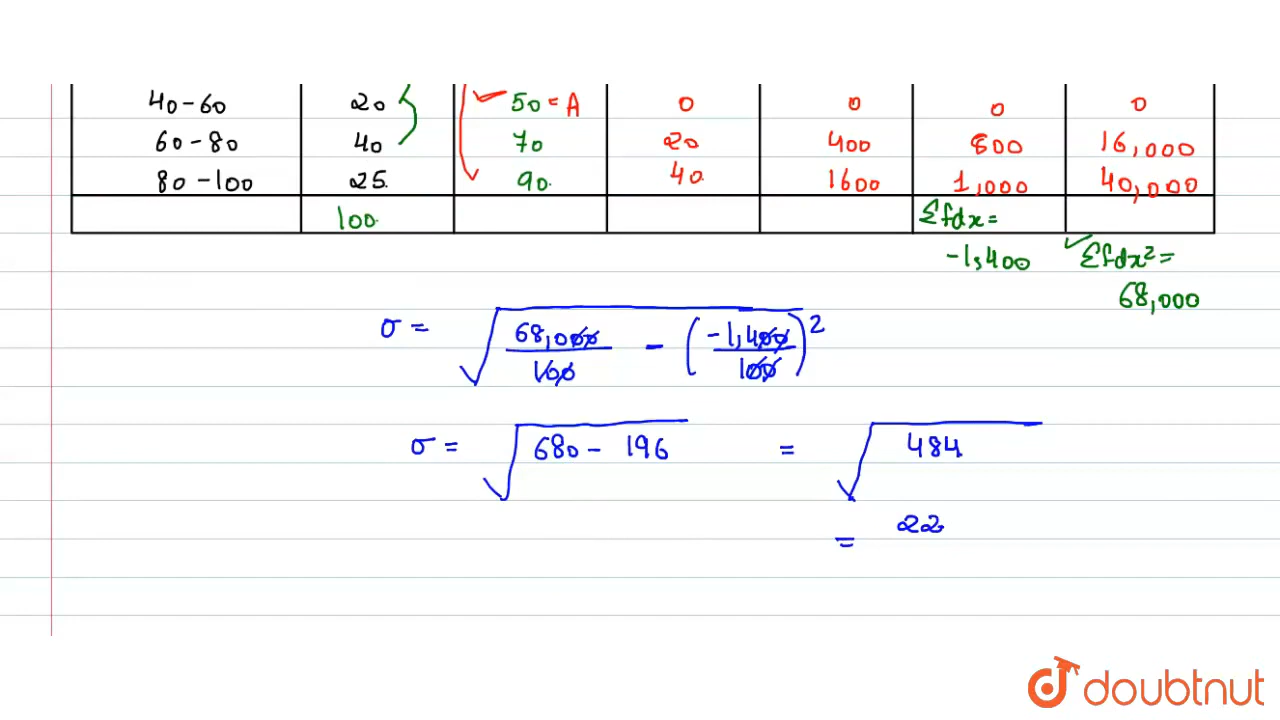 40-60 20 50 = A 0 0 0 0
60-80 40 70 20 400 800 16,000
80-100 25 90 40 1600 1,000 40,000
100 Σfdx=
-1,400 Σfdx²=
68,000
σ = √(68,000/100 - (-1,400/100)²)
σ = √(680 - 196) = √484
= 22
doubtnut